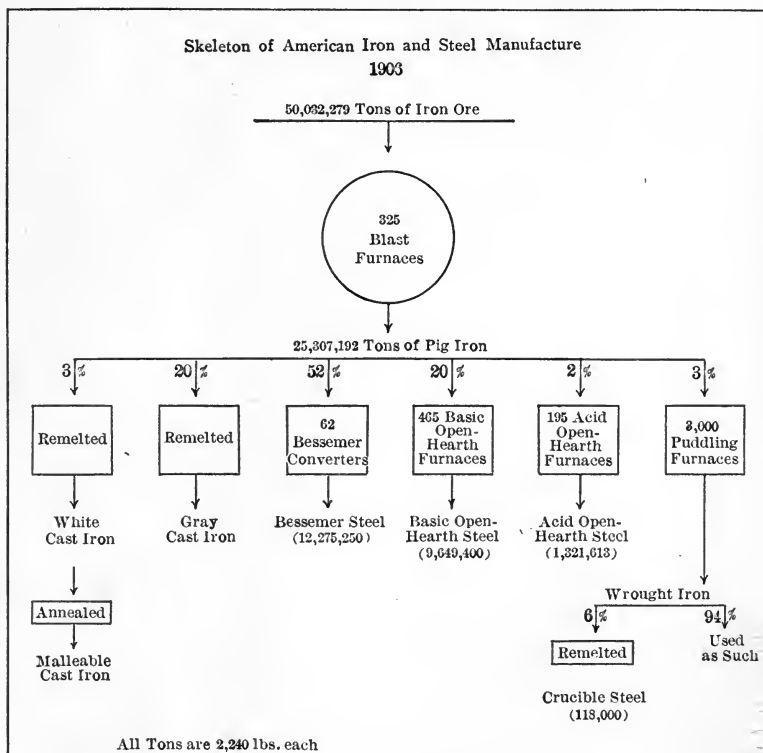 Skeleton of American Iron and Steel Manufacture
1906
50,032,279 Tons of Iron Ore
325
Blast
Furnaces
25,307,192 Tons of Pig Iron
3% 20% 52% 20% 2% 3%
Remelted
Remelted
62
Bessemer
Converters
465 Basic
Open-
Hearth
Furnaces
195 Acid
Open-
Hearth
Furnaces
3,000
Puddling
Furnaces
White
Cast Iron
Gray
Cast Iron
Bessemer Steel
(12,275,250)
Basic Open-
Hearth Steel
(9,649,400)
Acid Open-
Hearth Steel
(1,321,613)
Wrought Iron
6% 94%
Annealed
Malleable
Cast Iron
Remelted
Used
as Such
Crucible Steel
(118,000)
All Tons are 2,240 lbs. each